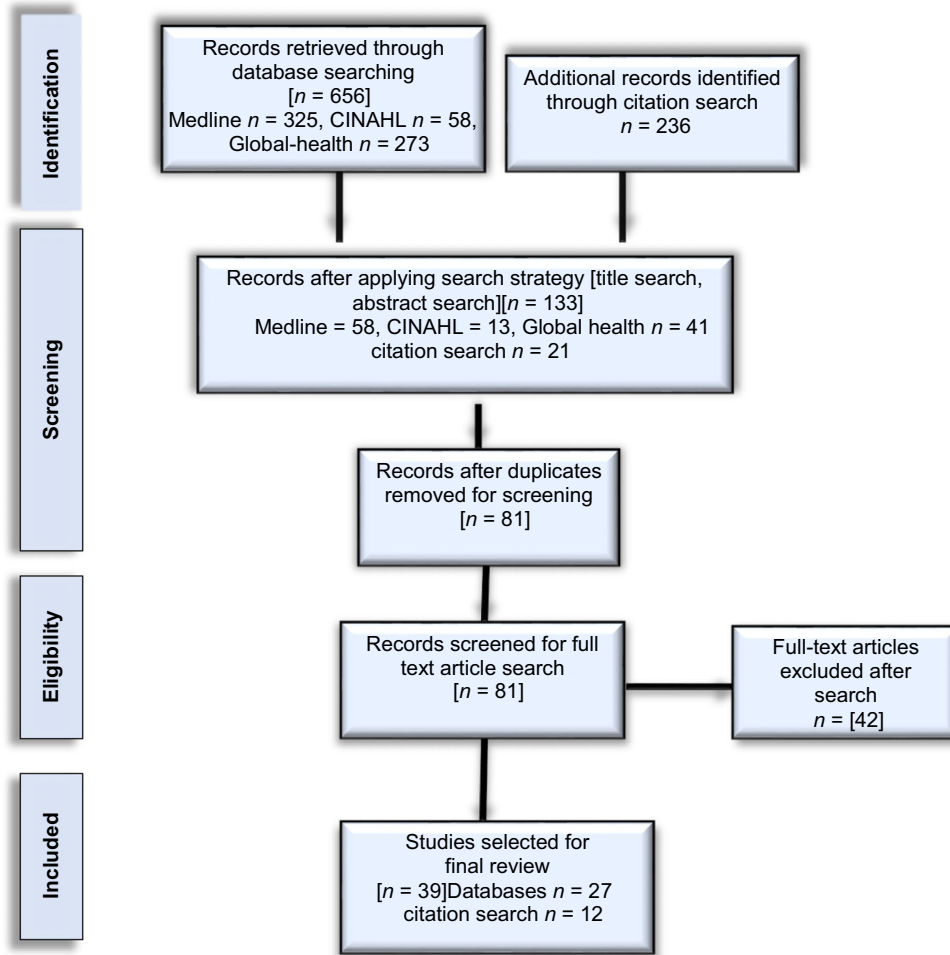 Identification
Records retrieved through
database searching
[n = 656]
Medline n = 325, CINAHL n = 58,
Global-health n = 273
Additional records identified
through citation search
n = 236
Screening
Records after applying search strategy [title search,
abstract search][n = 133]
Medline = 58, CINAHL = 13, Global health n = 41
citation search n = 21
Records after duplicates
removed for screening
[n = 81]
Eligibility
Records screened for full
text article search
[n = 81]
Full-text articles
excluded after
search
n = [42]
Included
Studies selected for
final review
[n = 39]Databases n = 27
citation search n = 12